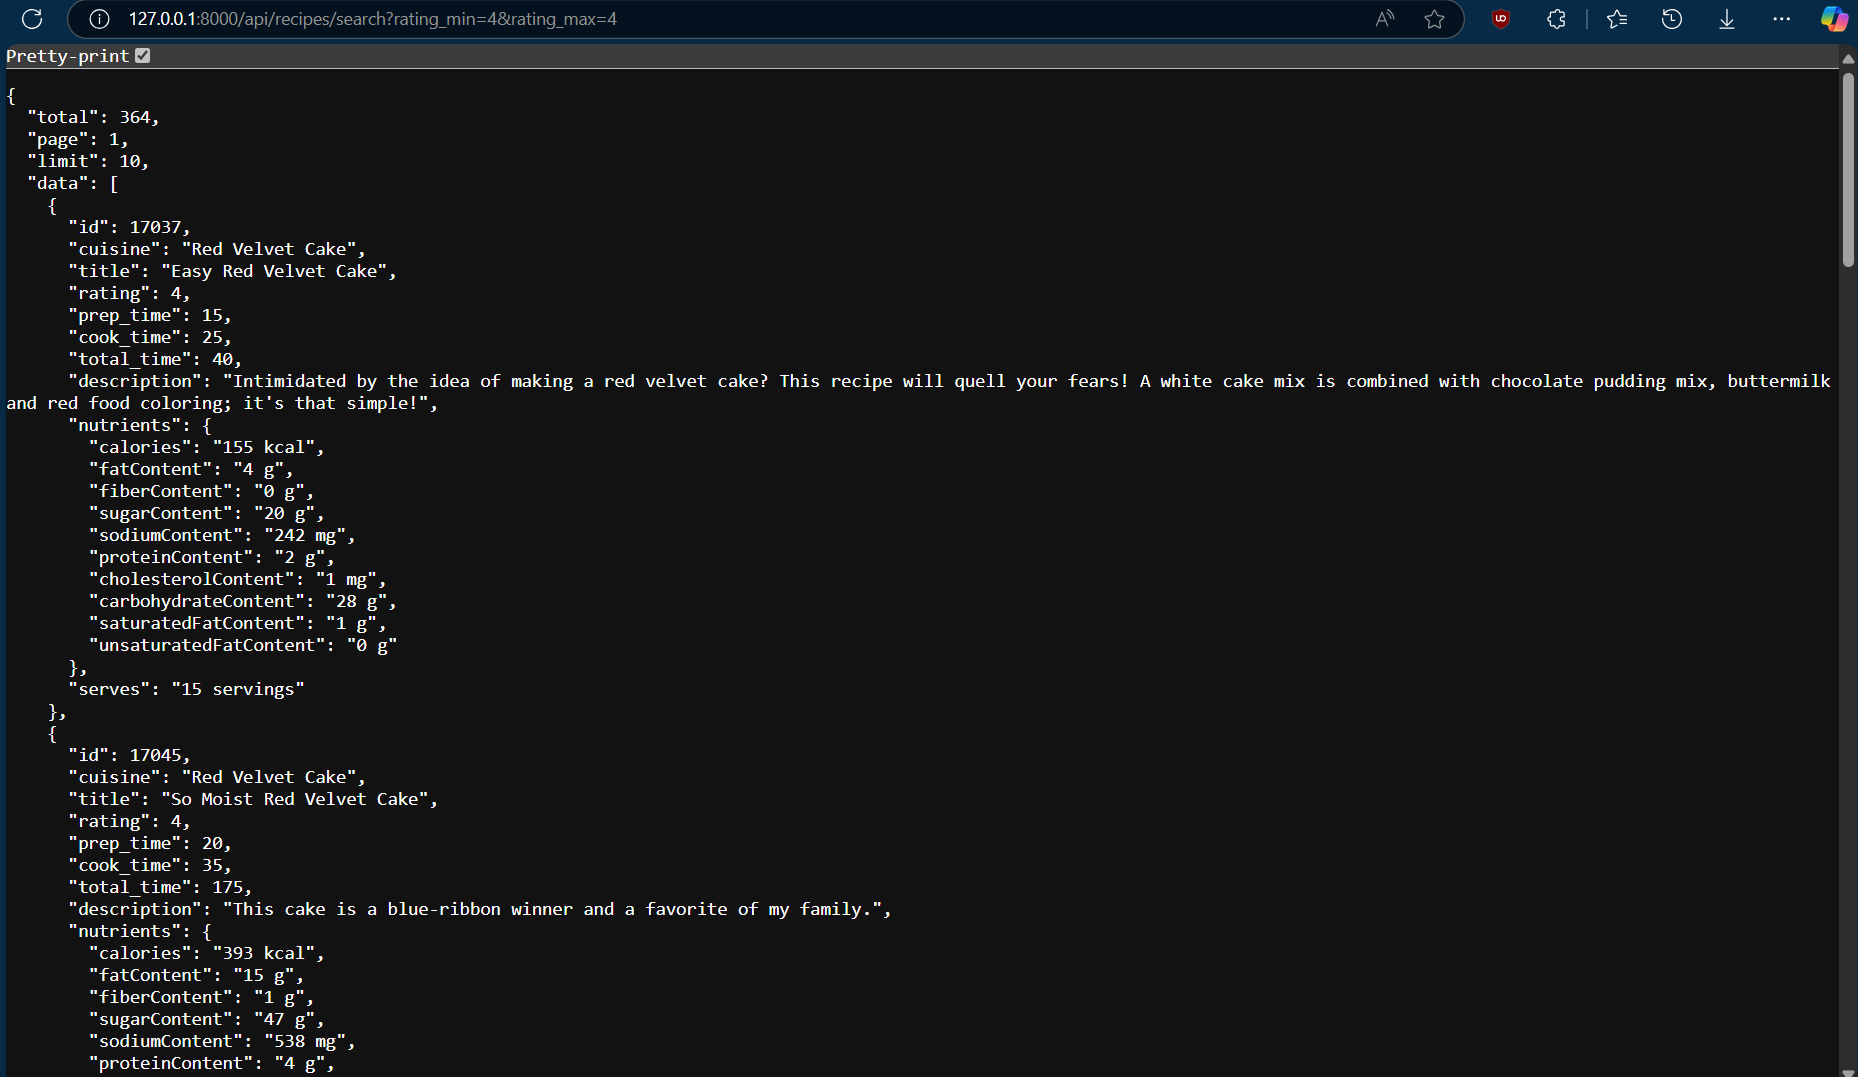 127.0.0.1:8000/api/recipes/search?rating_min=4&rating_max=4
Pretty-print
{
  "total": 364,
  "page": 1,
  "limit": 10,
  "data": [
    {
      "id": 17037,
      "cuisine": "Red Velvet Cake",
      "title": "Easy Red Velvet Cake",
      "rating": 4,
      "prep_time": 15,
      "cook_time": 25,
      "total_time": 40,
      "description": "Intimidated by the idea of making a red velvet cake? This recipe will quell your fears! A white cake mix is combined with chocolate pudding mix, buttermilk
and red food coloring; it's that simple!",
      "nutrients": {
        "calories": "155 kcal",
        "fatContent": "4 g",
        "fiberContent": "0 g",
        "sugarContent": "20 g",
        "sodiumContent": "242 mg",
        "proteinContent": "2 g",
        "cholesterolContent": "1 mg",
        "carbohydrateContent": "28 g",
        "saturatedFatContent": "1 g",
        "unsaturatedFatContent": "0 g"
      },
      "serves": "15 servings"
    },
    {
      "id": 17045,
      "cuisine": "Red Velvet Cake",
      "title": "So Moist Red Velvet Cake",
      "rating": 4,
      "prep_time": 20,
      "cook_time": 35,
      "total_time": 175,
      "description": "This cake is a blue-ribbon winner and a favorite of my family.",
      "nutrients": {
        "calories": "393 kcal",
        "fatContent": "15 g",
        "fiberContent": "1 g",
        "sugarContent": "47 g",
        "sodiumContent": "538 mg",
        "proteinContent": "4 g",